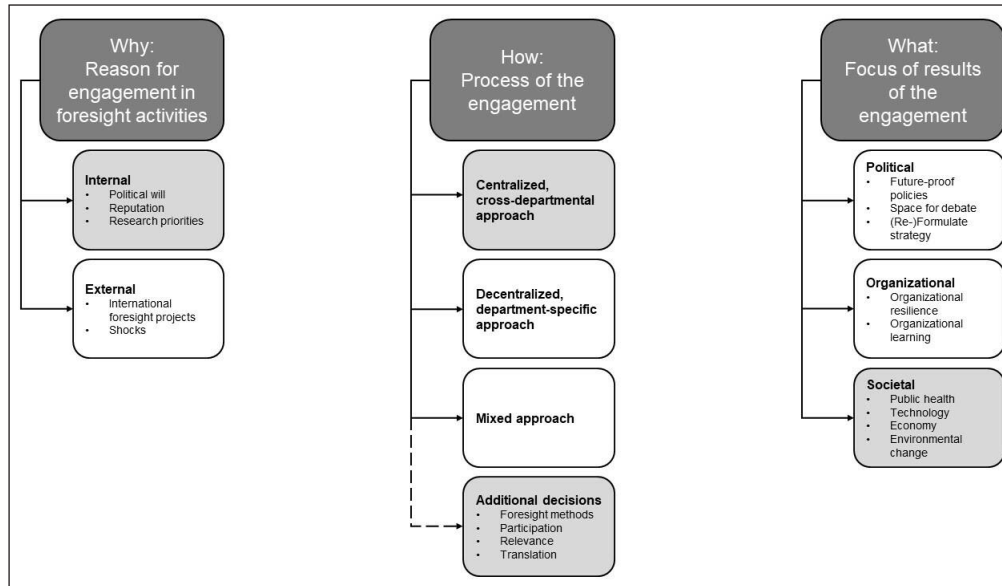 Why:
Reason for
engagement in
foresight activities
Internal
• Political will
• Reputation
• Research priorities
External
• International
foresight projects
• Shocks
How:
Process of the
engagement
Centralized,
cross-departmental
approach
Decentralized,
department-specific
approach
Mixed approach
Additional decisions
• Foresight methods
• Participation
• Relevance
• Translation
What:
Focus of results
of the
engagement
Political
• Future-proof
policies
• Space for debate
• (Re-)Formulate
strategy
Organizational
• Organizational
resilience
• Organizational
learning
Societal
• Public health
• Technology
• Economy
• Environmental
change